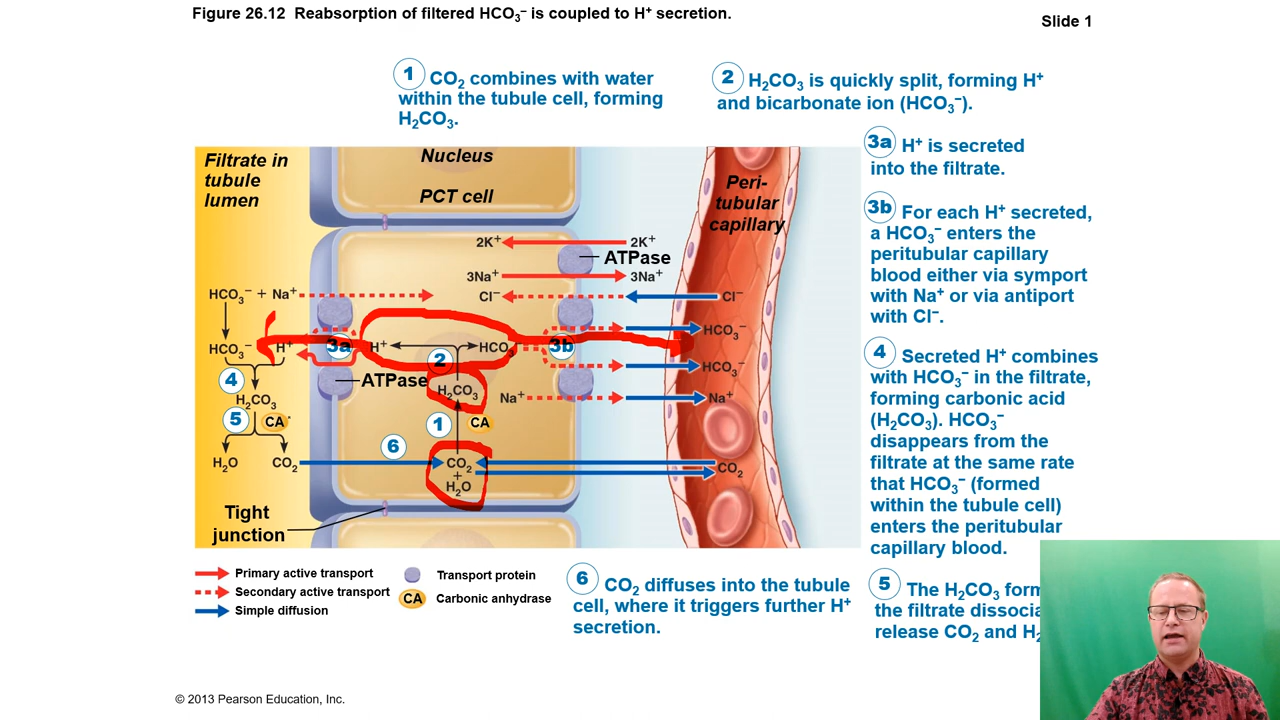 Figure 26.12 Reabsorption of filtered HCO₃⁻ is coupled to H⁺ secretion.
Slide 1
1 CO₂ combines with water
within the tubule cell, forming
H₂CO₃.
2 H₂CO₃ is quickly split, forming H⁺
and bicarbonate ion (HCO₃⁻).
3a H⁺ is secreted
into the filtrate.
3b For each H⁺ secreted,
a HCO₃⁻ enters the
peritubular capillary
blood either via symport
with Na⁺ or via antiport
with Cl⁻.
4 Secreted H⁺ combines
with HCO₃⁻ in the filtrate,
forming carbonic acid
(H₂CO₃). HCO₃⁻
disappears from the
filtrate at the same rate
that HCO₃⁻ (formed
within the tubule cell)
enters the peritubular
capillary blood.
5 The H₂CO₃
the filtrate
release CO₂ and
6 CO₂ diffuses into the tubule
cell, where it triggers further H⁺
secretion.
Filtrate in
tubule
lumen
Nucleus
PCT cell
Peri-
tubular
capillary
2K⁺
2K⁺
ATPase
3Na⁺
3Na⁺
HCO₃⁻ + Na⁺
Cl⁻
Cl⁻
HCO₃⁻
HCO₃⁻
H⁺
3a
H⁺
HCO₃⁻
3b
2
HCO₃⁻
4
ATPase
H₂CO₃
H₂CO₃
Na⁺
Na⁺
5
CA
1
CA
6
H₂O
CO₂
CO₂
+
H₂O
CO₂
Tight
junction
Primary active transport
Secondary active transport
Simple diffusion
Transport protein
CA Carbonic anhydrase
© 2013 Pearson Education, Inc.